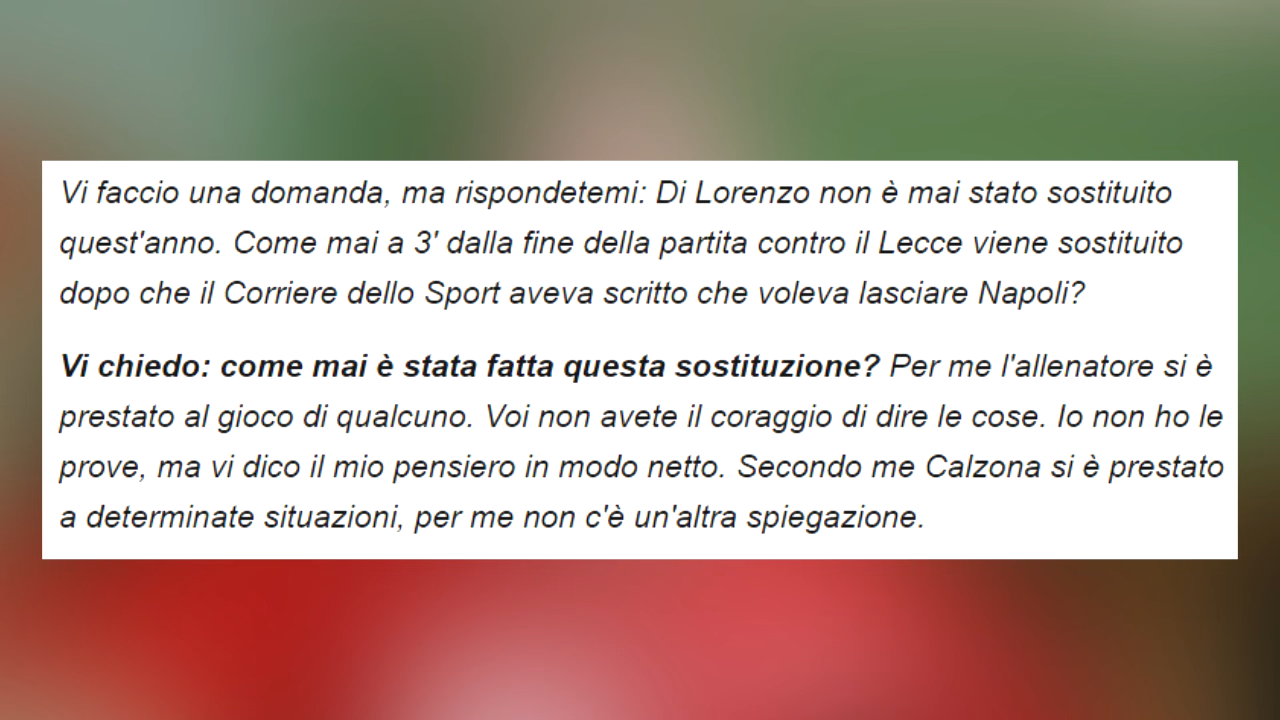 Vi faccio una domanda, ma rispondetemi: Di Lorenzo non è mai stato sostituito
quest'anno. Come mai a 3' dalla fine della partita contro il Lecce viene sostituito
dopo che il Corriere dello Sport aveva scritto che voleva lasciare Napoli?
Vi chiedo: come mai è stata fatta questa sostituzione? Per me l'allenatore si è
prestato al gioco di qualcuno. Voi non avete il coraggio di dire le cose. Io non ho le
prove, ma vi dico il mio pensiero in modo netto. Secondo me Calzona si è prestato
a determinate situazioni, per me non c'è un'altra spiegazione.